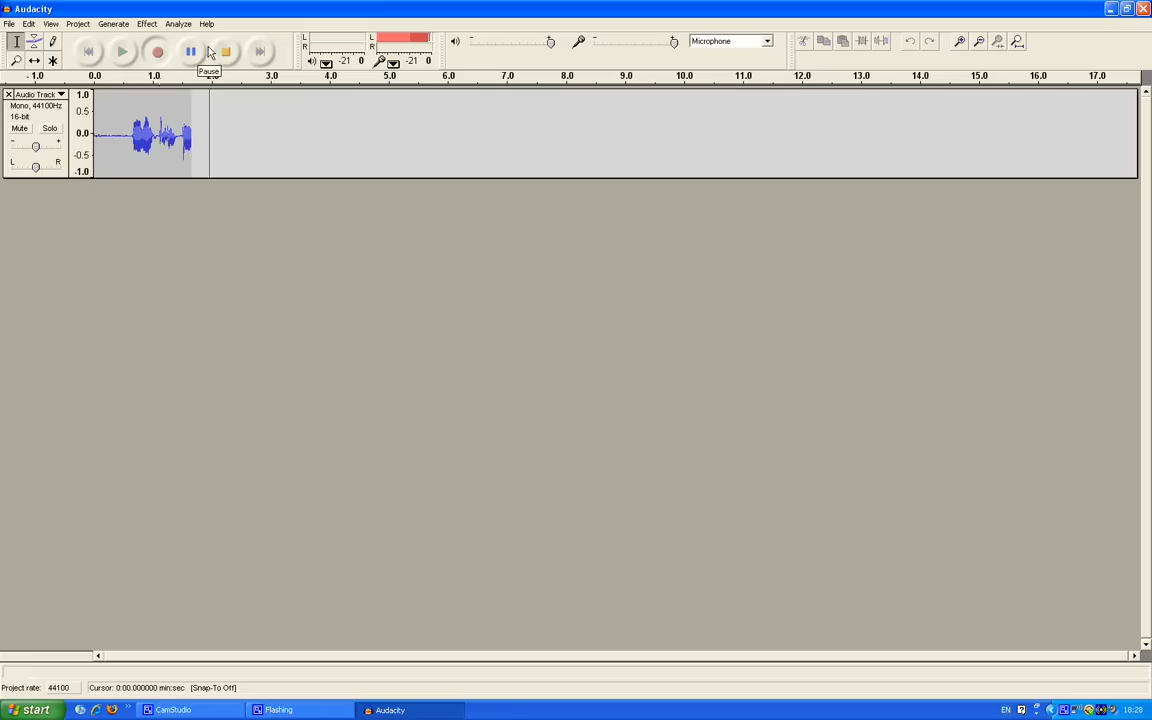 Audacity
File Edit View Project Generate Effect Analyze Help
L
R
-21 0
L
R
-21 0
Microphone
Pause
- 1.0 0.0 1.0 2.0 3.0 4.0 5.0 6.0 7.0 8.0 9.0 10.0 11.0 12.0 13.0 14.0 15.0 16.0 17.0
Audio Track
Mono, 44100Hz
16-bit
Mute Solo
- +
L R
1.0
0.5
0.0
-0.5
-1.0
Project rate: 44100 Cursor: 0:00.000000 min:sec [Snap-To Off]
start CamStudio Flashing Audacity EN 18:28